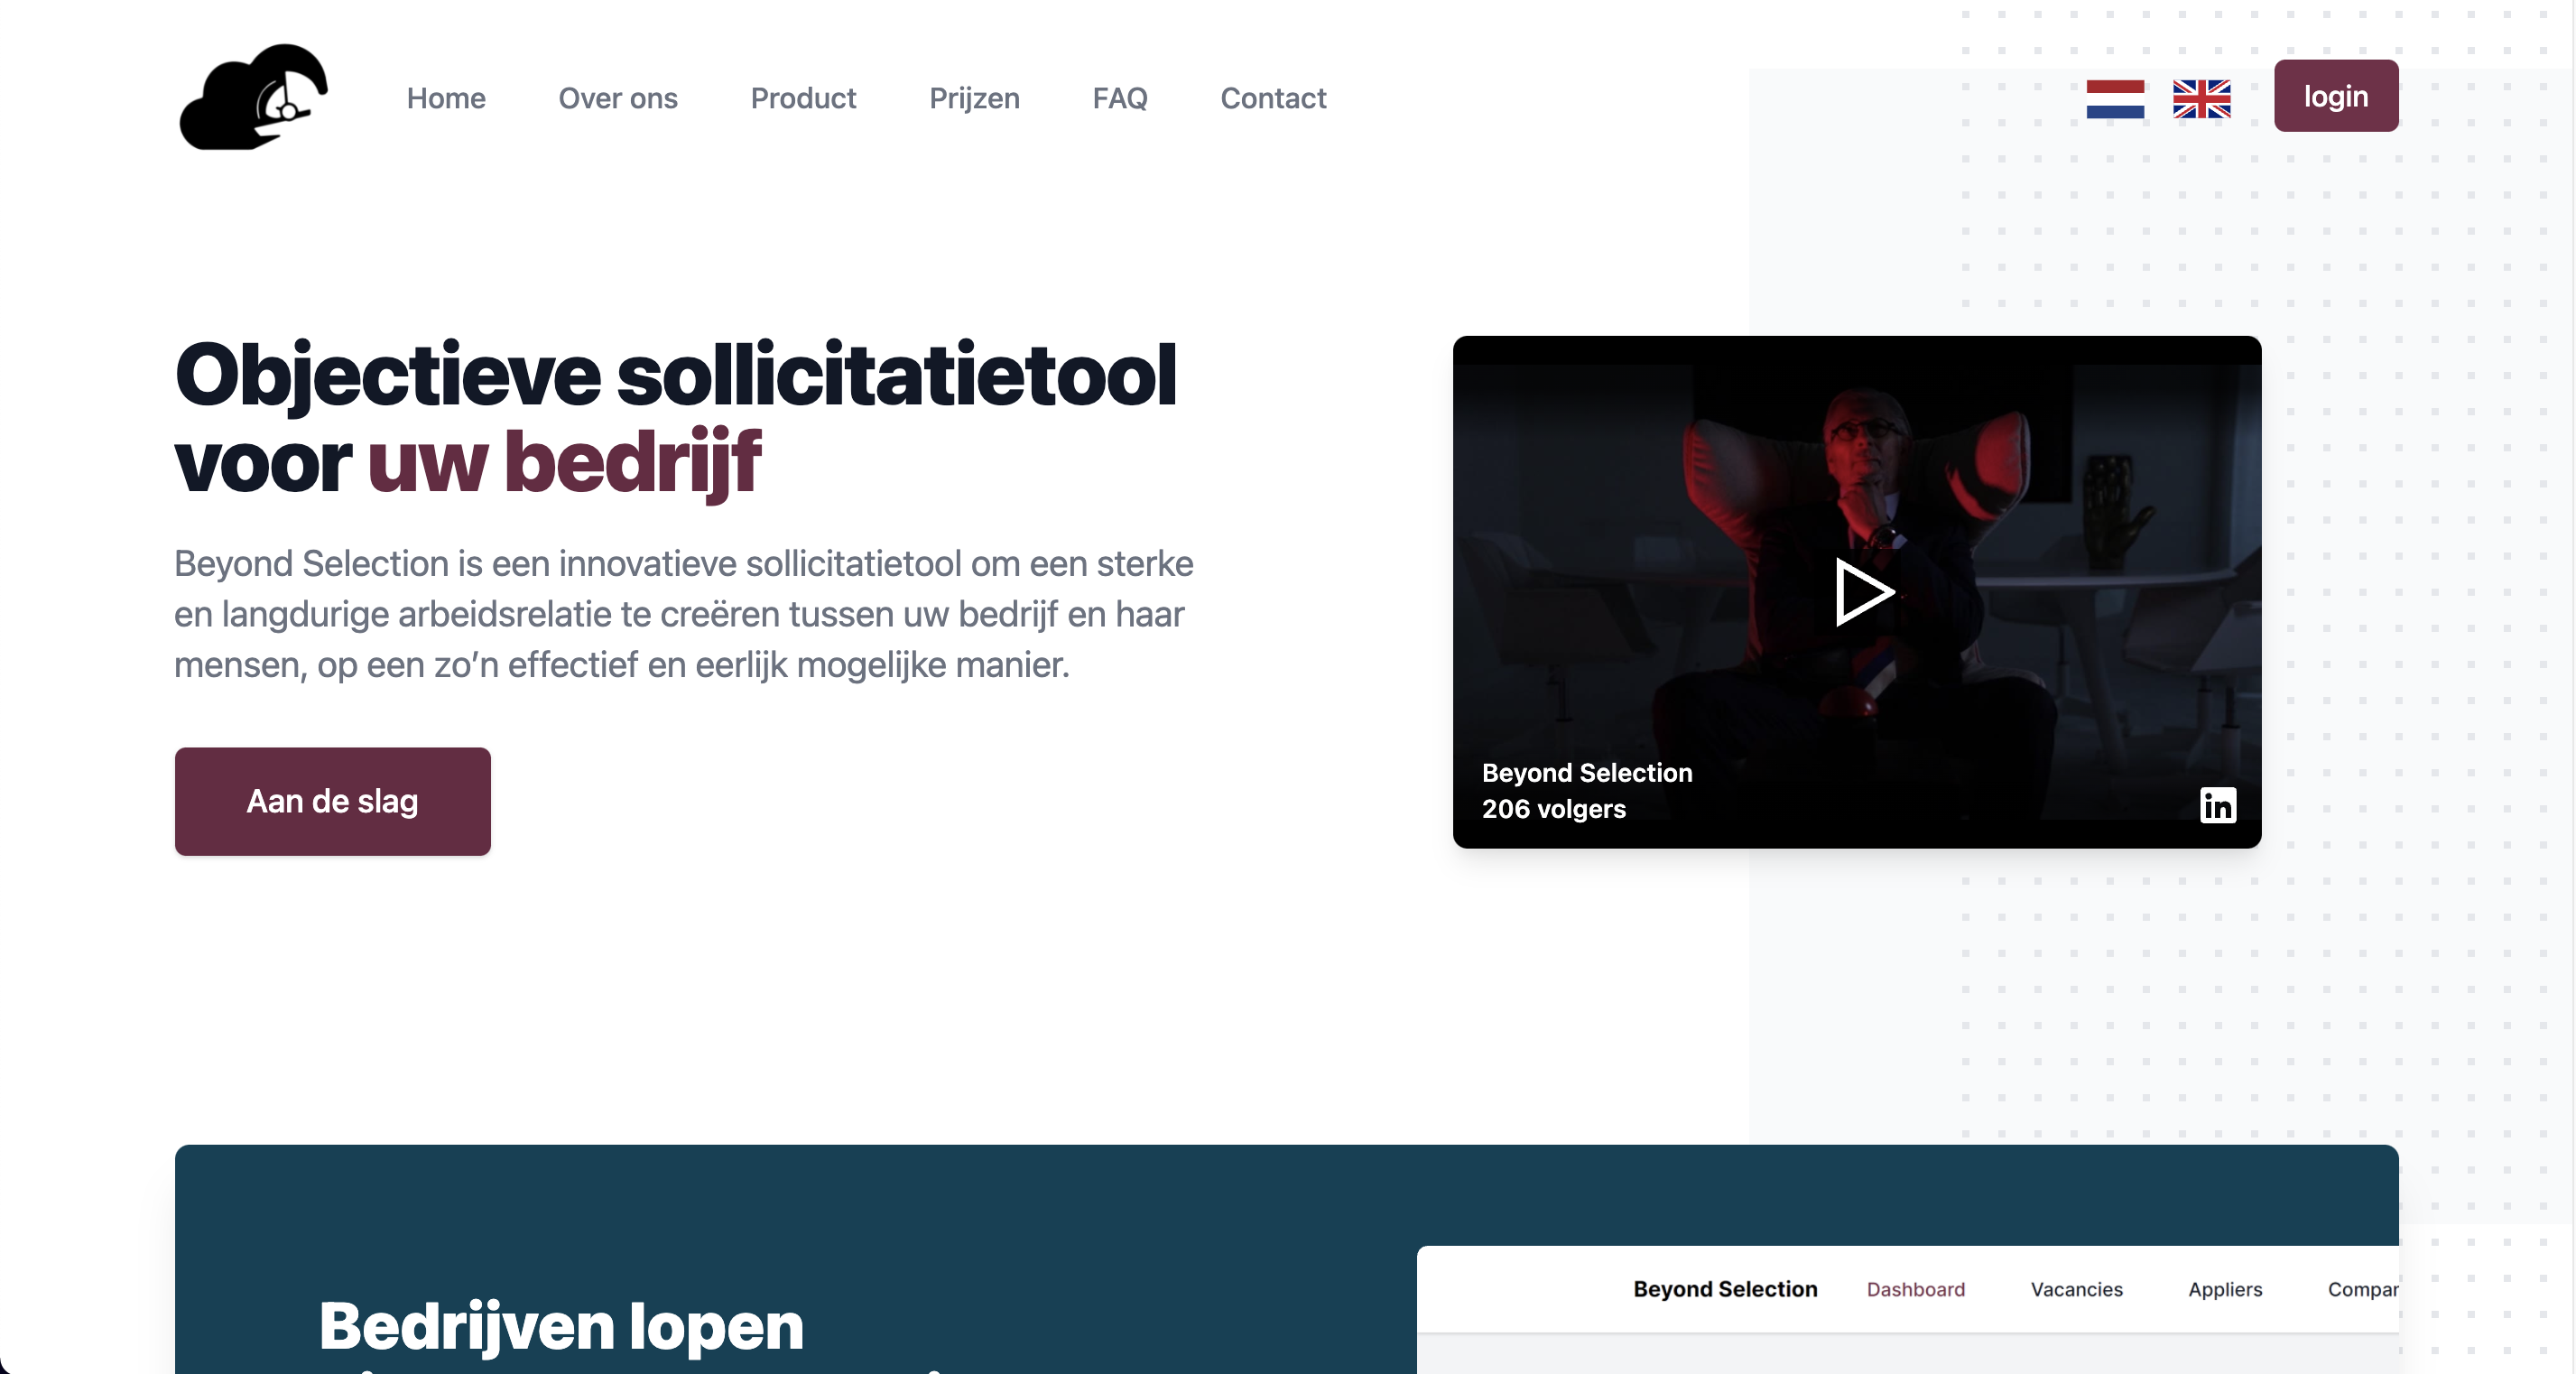 Home
Over ons
Product
Prijzen
FAQ
Contact
login
Objectieve sollicitatietool
voor uw bedrijf
Beyond Selection is een innovatieve sollicitatietool om een sterke
en langdurige arbeidsrelatie te creëren tussen uw bedrijf en haar
mensen, op een zo’n effectief en eerlijk mogelijke manier.
Aan de slag
Beyond Selection
206 volgers
in
Bedrijven lopen
Beyond Selection
Dashboard
Vacancies
Appliers